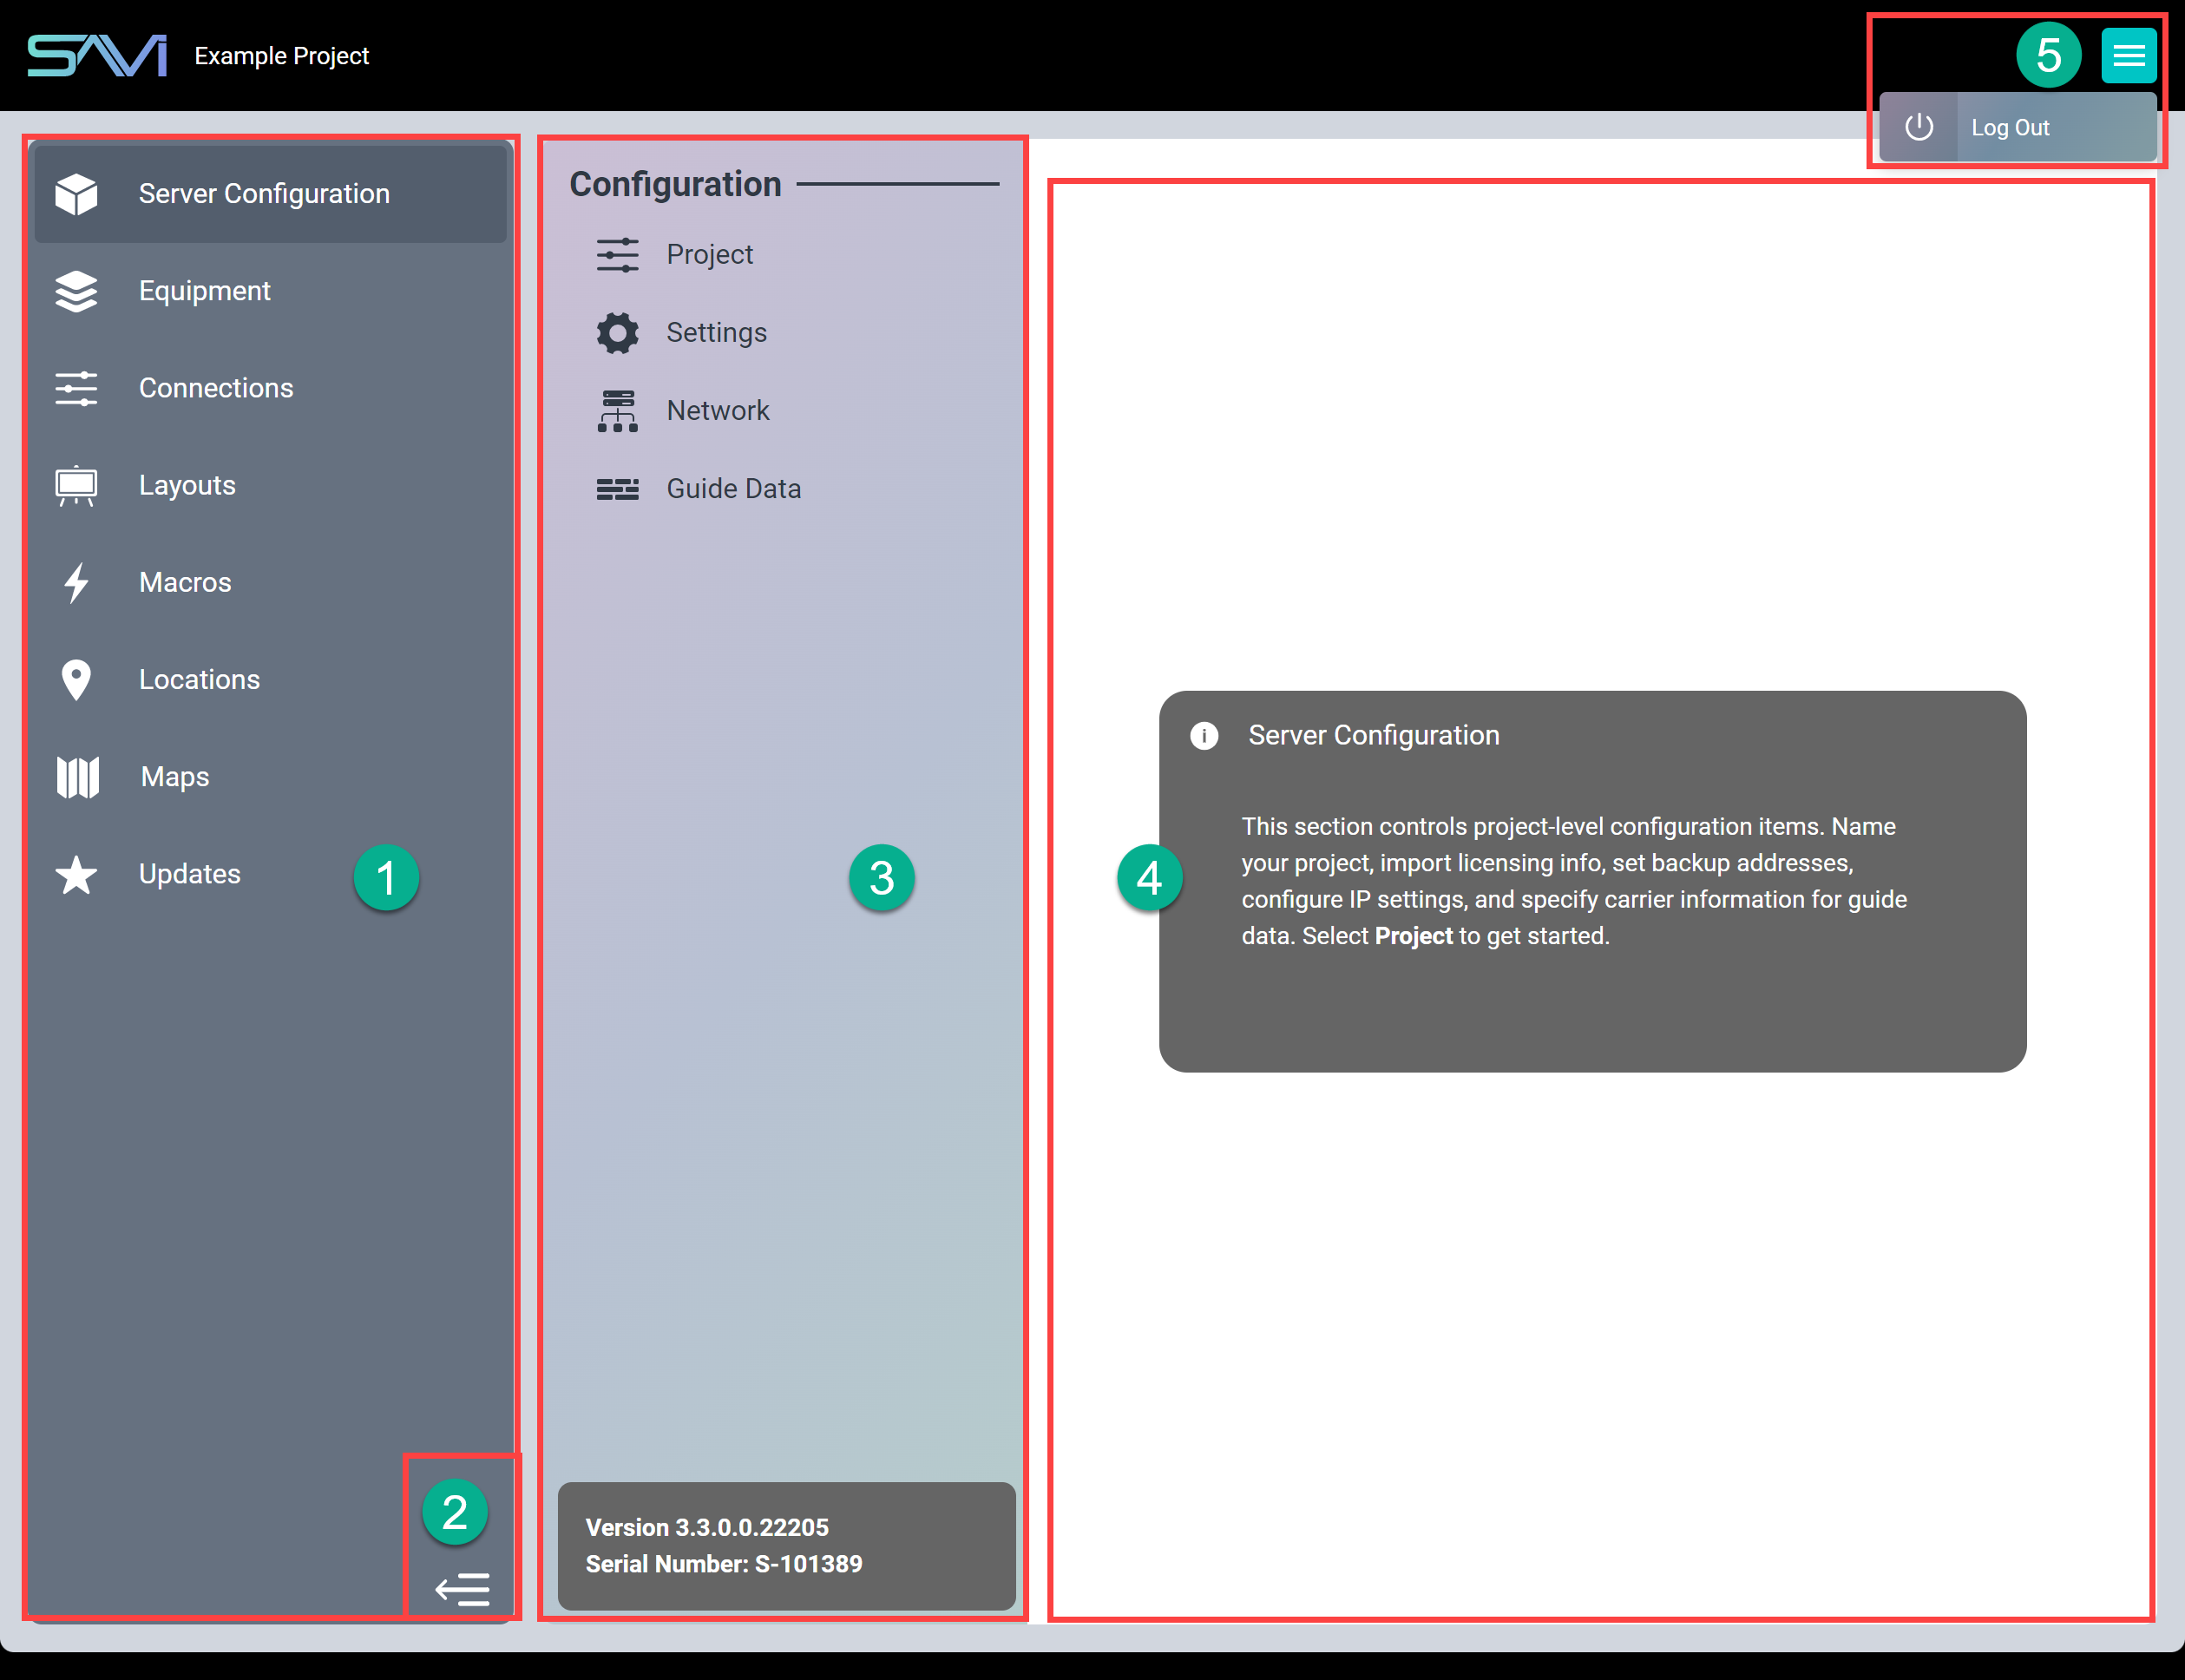 SAVI
Example Project
5
Log Out
Server Configuration
Equipment
Connections
Layouts
Macros
Locations
Maps
Updates
1
2
Configuration
Project
Settings
Network
Guide Data
3
Version 3.3.0.0.22205
Serial Number: S-101389
4
i
Server Configuration
This section controls project-level configuration items. Name
your project, import licensing info, set backup addresses,
configure IP settings, and specify carrier information for guide
data. Select Project to get started.